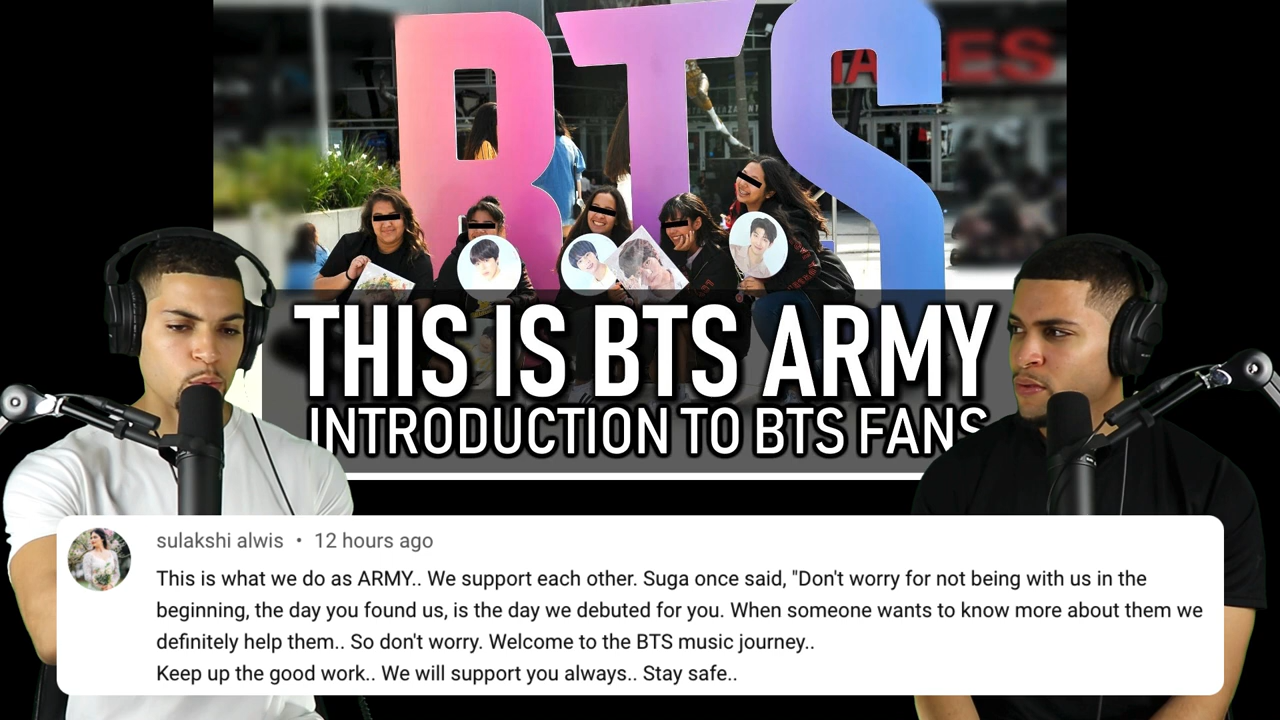 BTS
THIS IS BTS ARMY
INTRODUCTION TO BTS FANS
sulakshi alwis • 12 hours ago
This is what we do as ARMY.. We support each other. Suga once said, "Don't worry for not being with us in the
beginning, the day you found us, is the day we debuted for you. When someone wants to know more about them we
definitely help them.. So don't worry. Welcome to the BTS music journey..
Keep up the good work.. We will support you always.. Stay safe..